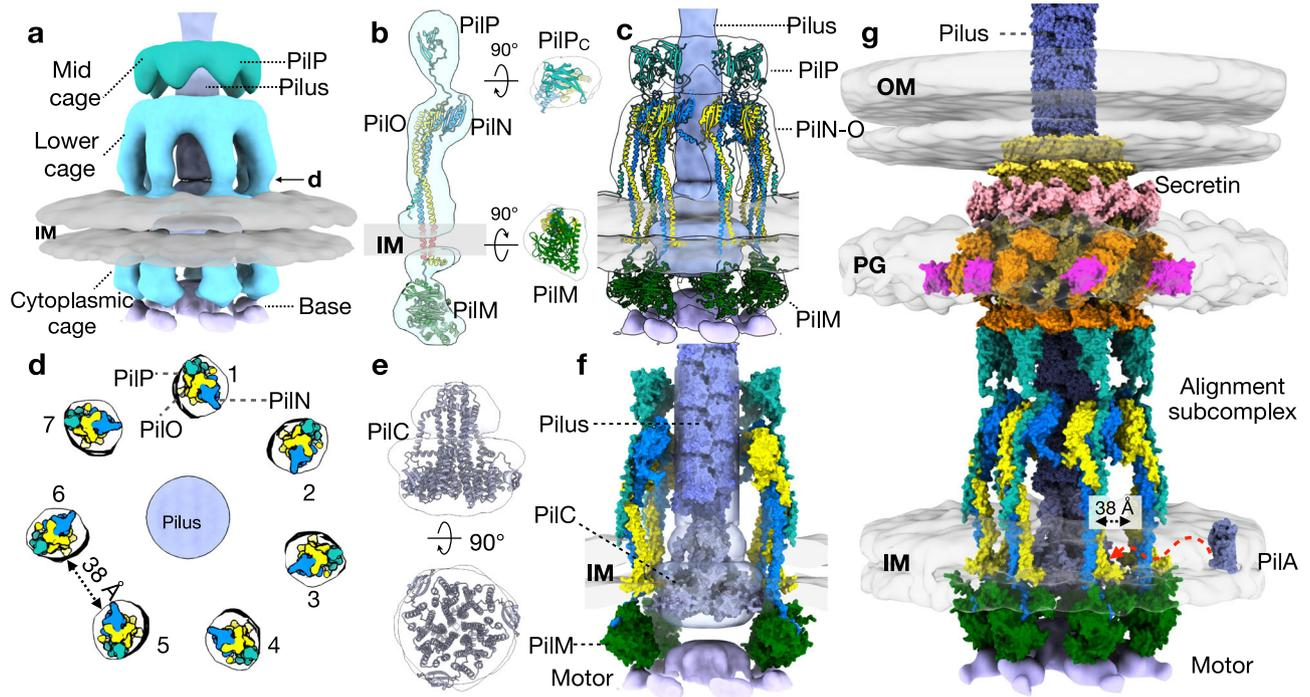 a
Mid
cage
PilP
Pilus
Lower
cage
d
IM
Cytoplasmic
cage
Base
b
PilP
90°
PilPC
PilO
PilN
IM
90°
PilM
PilM
c
Pilus
PilP
PilN-O
PilM
d
PilP
1
PilN
PilO
7
2
6
Pilus
38 Å
3
5
4
e
PilC
90°
f
Pilus
PilC
IM
PilM
Motor
g
Pilus
OM
Secretin
PG
Alignment
subcomplex
38 Å
IM
PilA
Motor